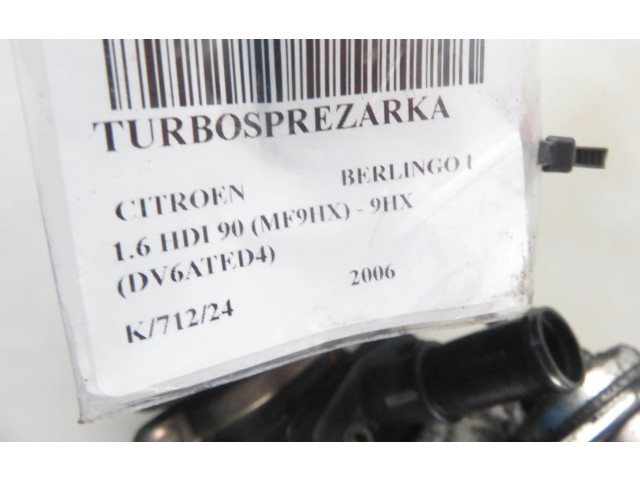 TURBOSPREZARKA
CITROEN BERLINGO I
1.6 HDI 90 (MF9HX) - 9HX
(DV6ATED4)
2006
K/712/24